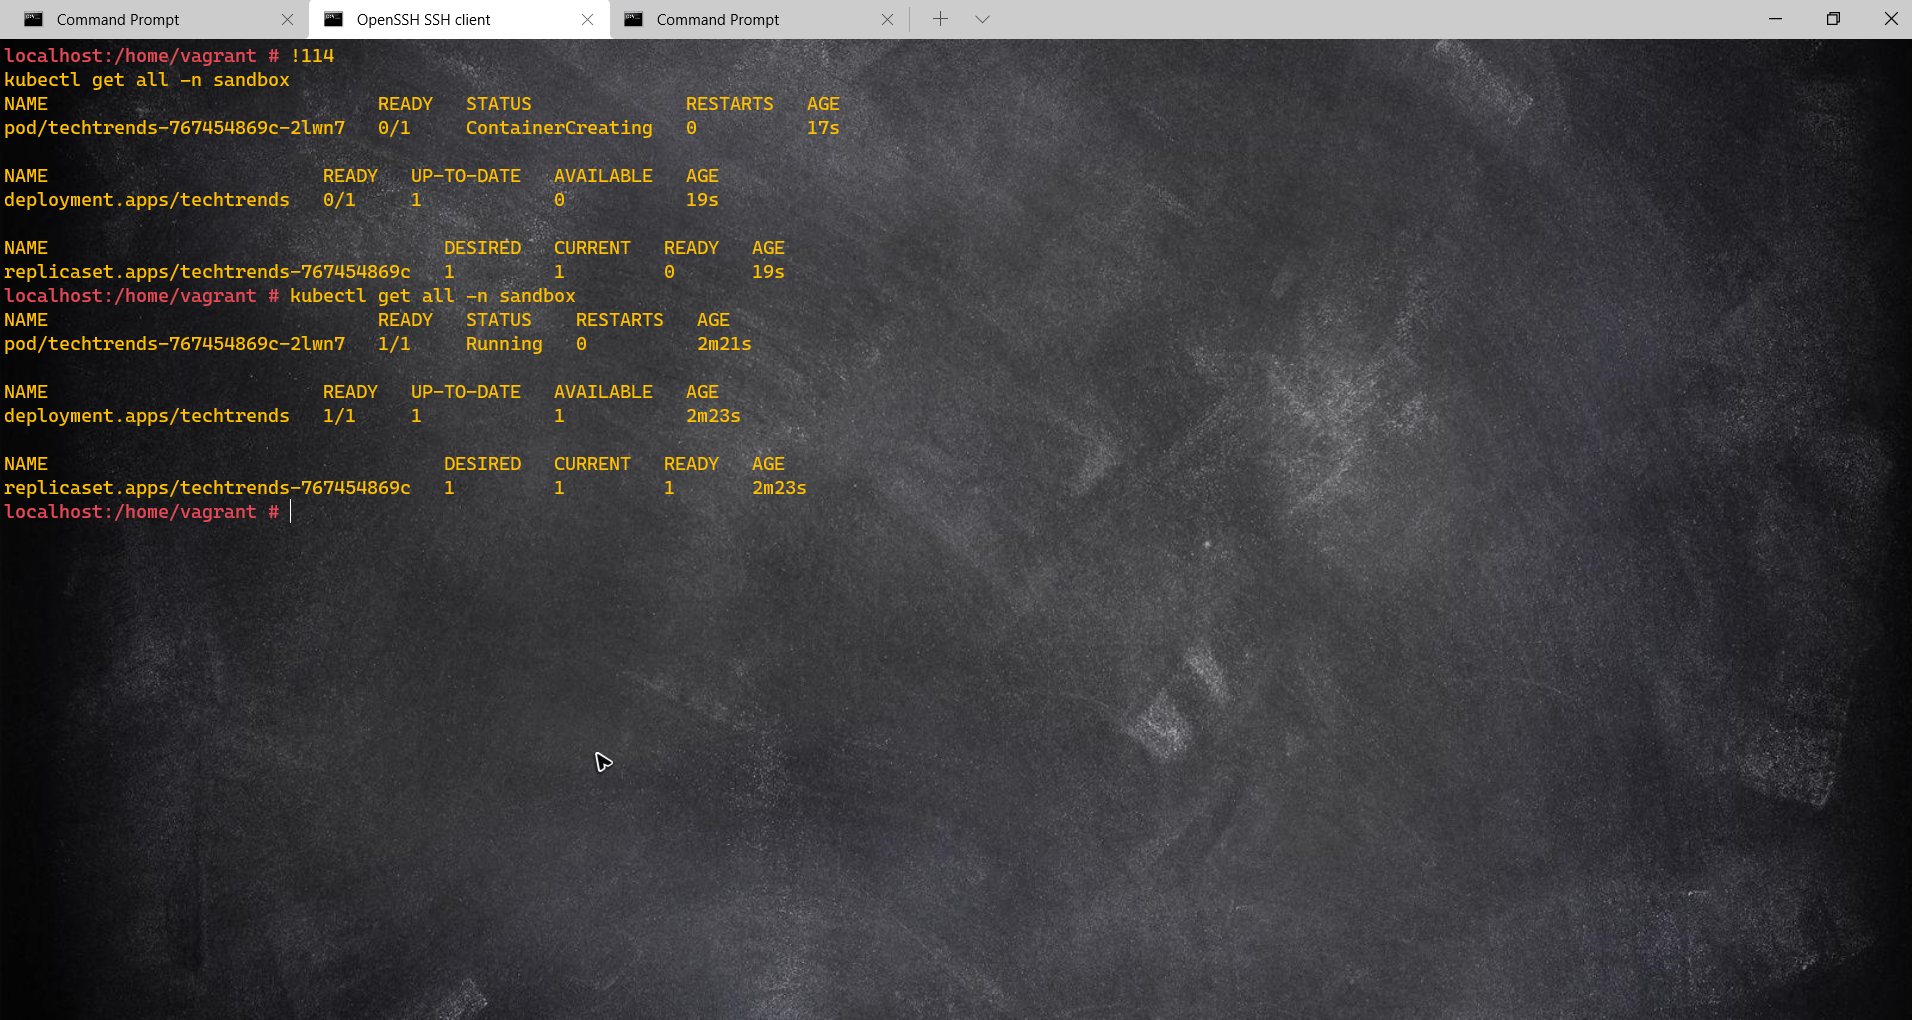 Command Prompt
OpenSSH SSH client
Command Prompt
localhost:/home/vagrant # !114
kubectl get all -n sandbox
NAME                              READY   STATUS              RESTARTS   AGE
pod/techtrends-767454869c-2lwn7   0/1     ContainerCreating   0          17s

NAME                         READY   UP-TO-DATE   AVAILABLE   AGE
deployment.apps/techtrends   0/1     1            0           19s

NAME                                    DESIRED   CURRENT   READY   AGE
replicaset.apps/techtrends-767454869c   1         1         0       19s
localhost:/home/vagrant # kubectl get all -n sandbox
NAME                              READY   STATUS    RESTARTS   AGE
pod/techtrends-767454869c-2lwn7   1/1     Running   0          2m21s

NAME                         READY   UP-TO-DATE   AVAILABLE   AGE
deployment.apps/techtrends   1/1     1            1           2m23s

NAME                                    DESIRED   CURRENT   READY   AGE
replicaset.apps/techtrends-767454869c   1         1         1       2m23s
localhost:/home/vagrant #